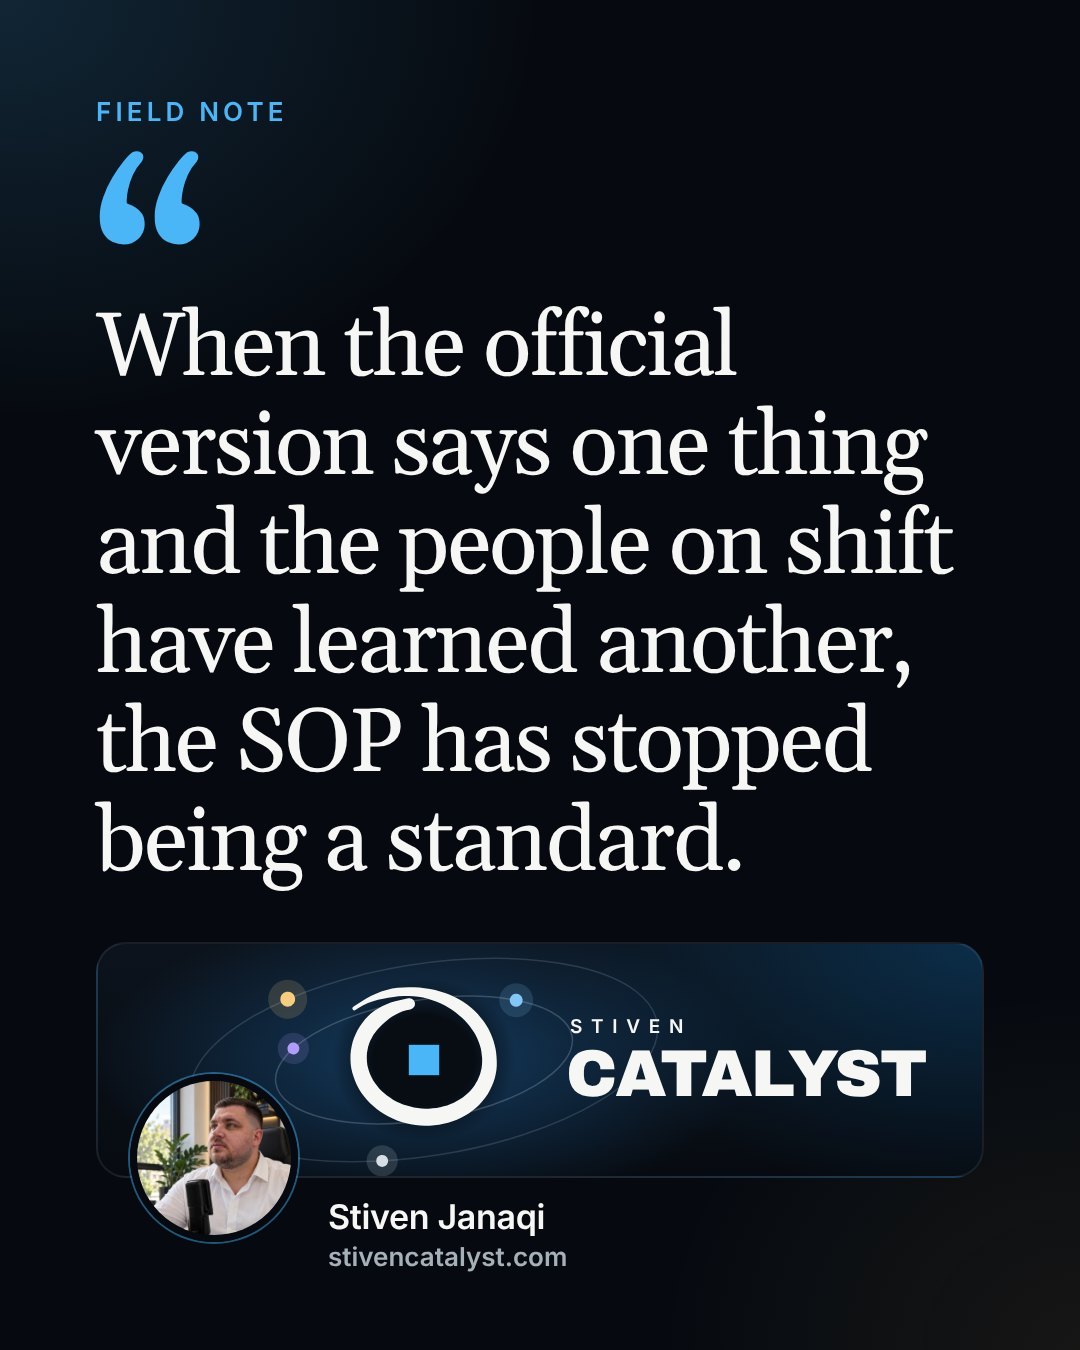 FIELD NOTE
“
When the official
version says one thing
and the people on shift
have learned another,
the SOP has stopped
being a standard.
STIVEN
CATALYST
Stiven Janaqi
stivencatalyst.com